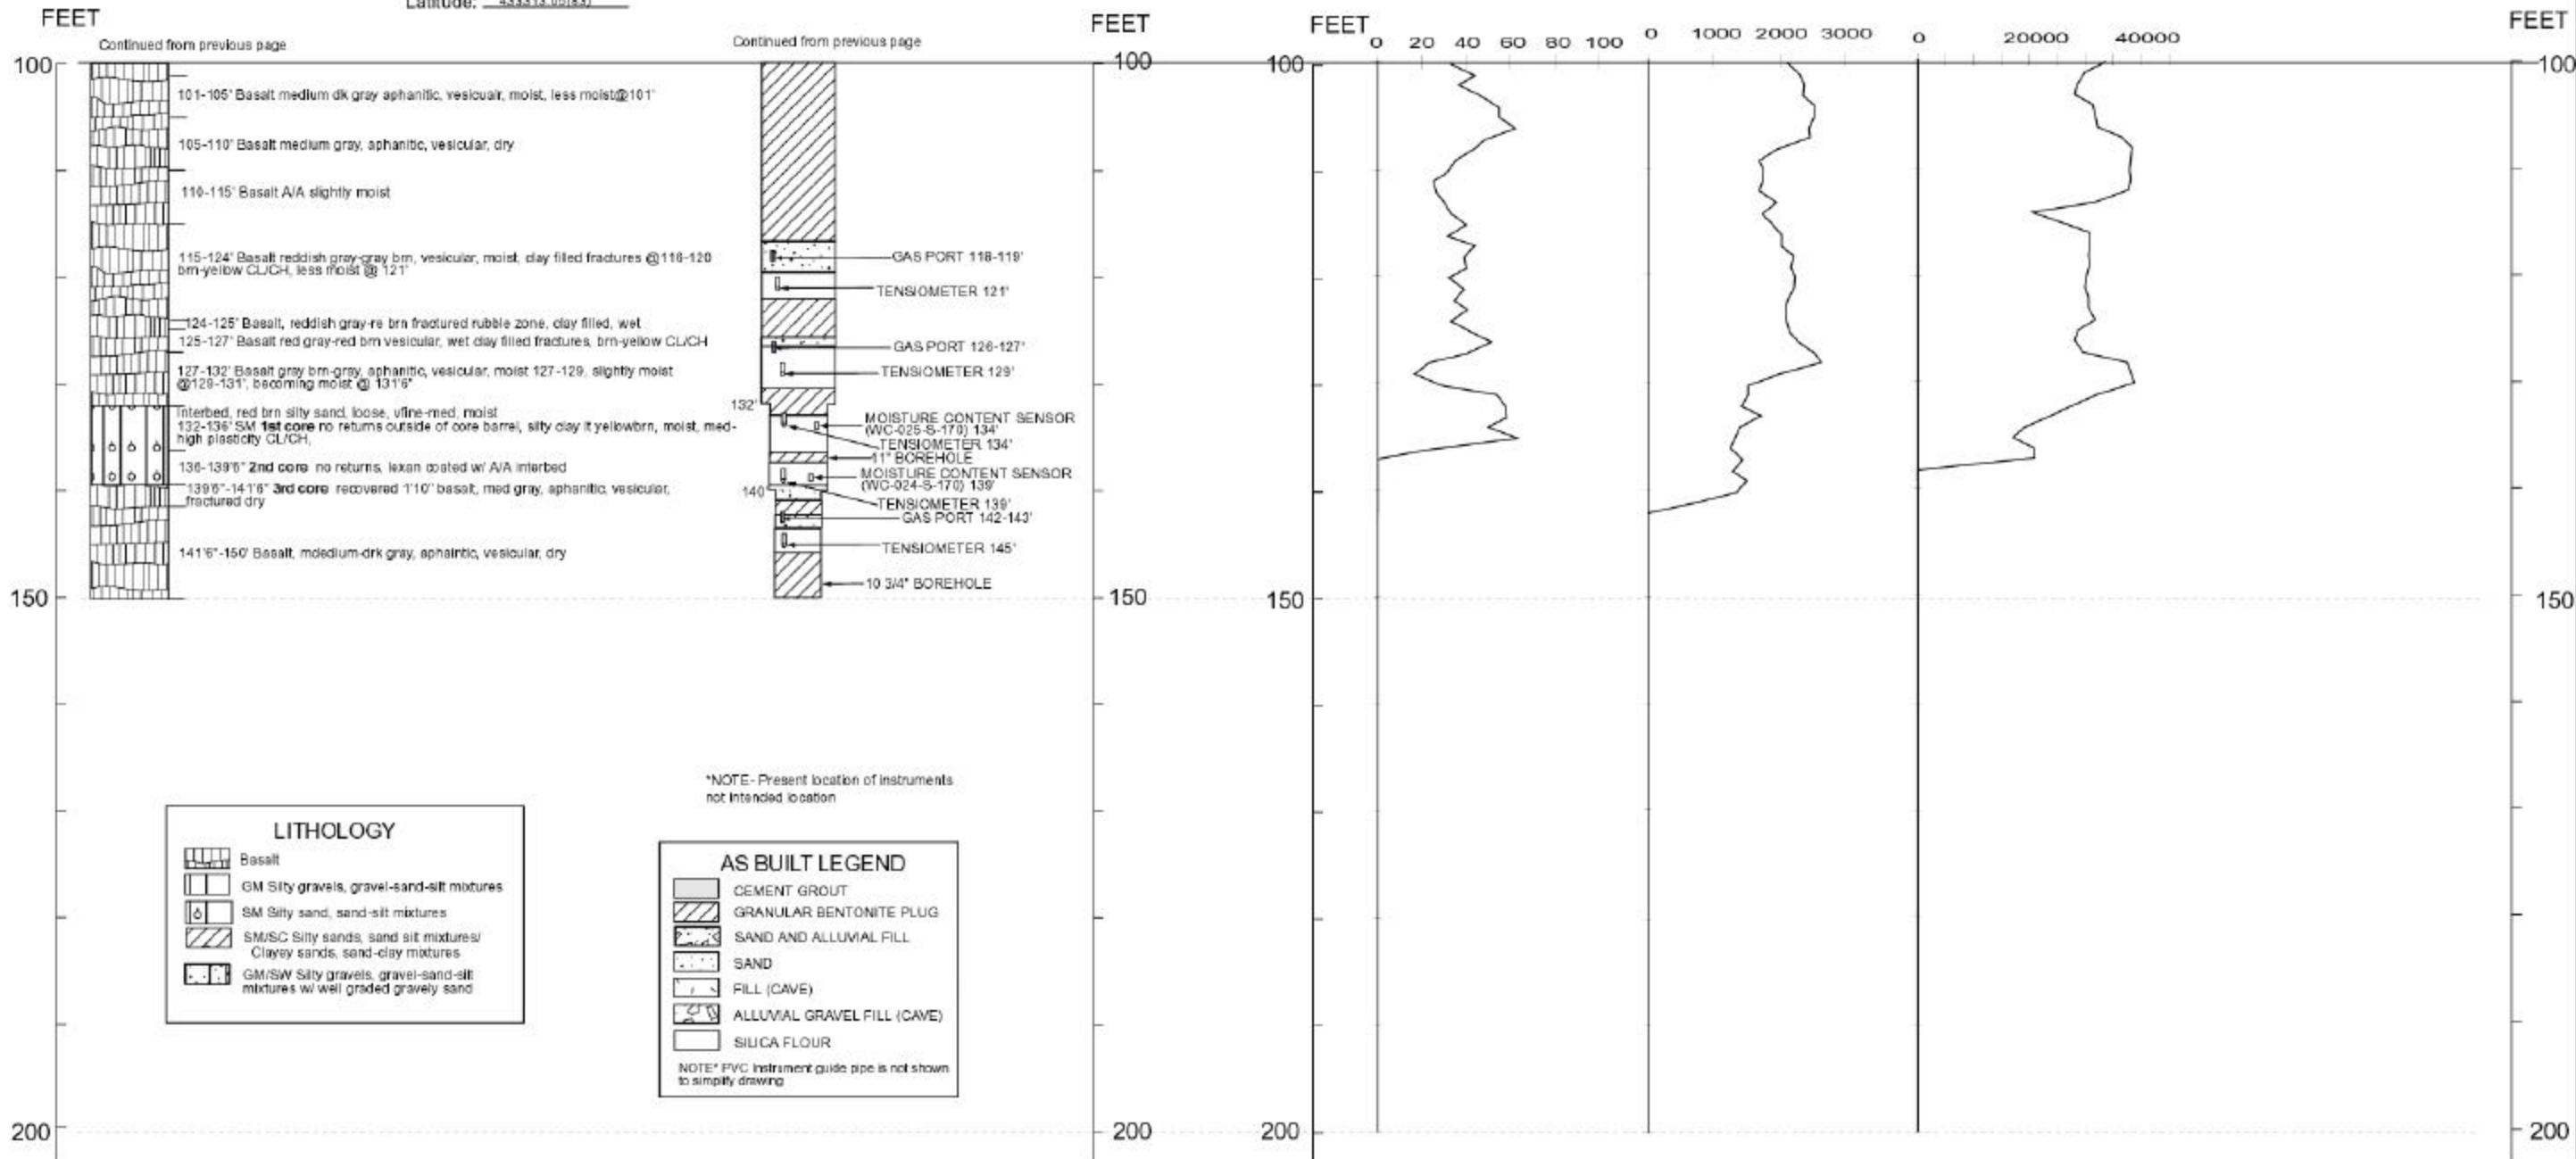 Latitude: 433313.05(83)
FEET
Continued from previous page
100
101-105' Basalt medium dk gray aphanitic, vesicualr, moist, less moist@101'
105-110' Basalt medium gray, aphanitic, vesicular, dry
110-115' Basalt A/A slightly moist
115-124' Basalt reddish gray-gray brn, vesicular, moist, clay filled fractures @116-120
brn-yellow CL/CH, less moist @ 121'
124-125' Basalt, reddish gray-re brn fractured rubble zone, clay filled, wet
125-127' Basalt red gray-red brn vesicular, wet clay filled fractures, brn-yellow CL/CH
127-132' Basalt gray brn-gray, aphanitic, vesicular, moist 127-129, slightly moist
@129-131', becoming moist @ 131'6"
Interbed, red brn silty sand, loose, vfine-med, moist
132-136' SM 1st core no returns outside of core barrel, silty clay lt yellowbrn, moist, med-
high plasticity CL/CH,
136-139'6" 2nd core no returns, lexan coated w/ A/A interbed
139'6"-141'6" 3rd core recovered 1'10" basalt, med gray, aphanitic, vesicular,
fractured dry
141'6"-150' Basalt, mdedium-drk gray, aphaintic, vesicular, dry
150
200
Continued from previous page
GAS PORT 118-119'
TENSIOMETER 121'
GAS PORT 126-127'
TENSIOMETER 129'
132'
MOISTURE CONTENT SENSOR
(WC-025-S-170) 134'
TENSIOMETER 134'
11" BOREHOLE
MOISTURE CONTENT SENSOR
(WC-024-S-170) 139'
140'
TENSIOMETER 139'
GAS PORT 142-143'
TENSIOMETER 145'
10 3/4" BOREHOLE
*NOTE- Present location of instruments
not intended location
LITHOLOGY
Basalt
GM Silty gravels, gravel-sand-silt mixtures
SM Silty sand, sand-silt mixtures
SM/SC Silty sands, sand silt mixtures/
Clayey sands, sand-clay mixtures
GM/SW Silty gravels, gravel-sand-silt
mixtures w/ well graded gravely sand
AS BUILT LEGEND
CEMENT GROUT
GRANULAR BENTONITE PLUG
SAND AND ALLUVIAL FILL
SAND
FILL (CAVE)
ALLUVIAL GRAVEL FILL (CAVE)
SILICA FLOUR
NOTE* PVC Instrument guide pipe is not shown
to simplify drawing
FEET
100
150
200
FEET
100
150
200
0 20 40 60 80 100
0 1000 2000 3000
0 20000 40000
FEET
100
150
200